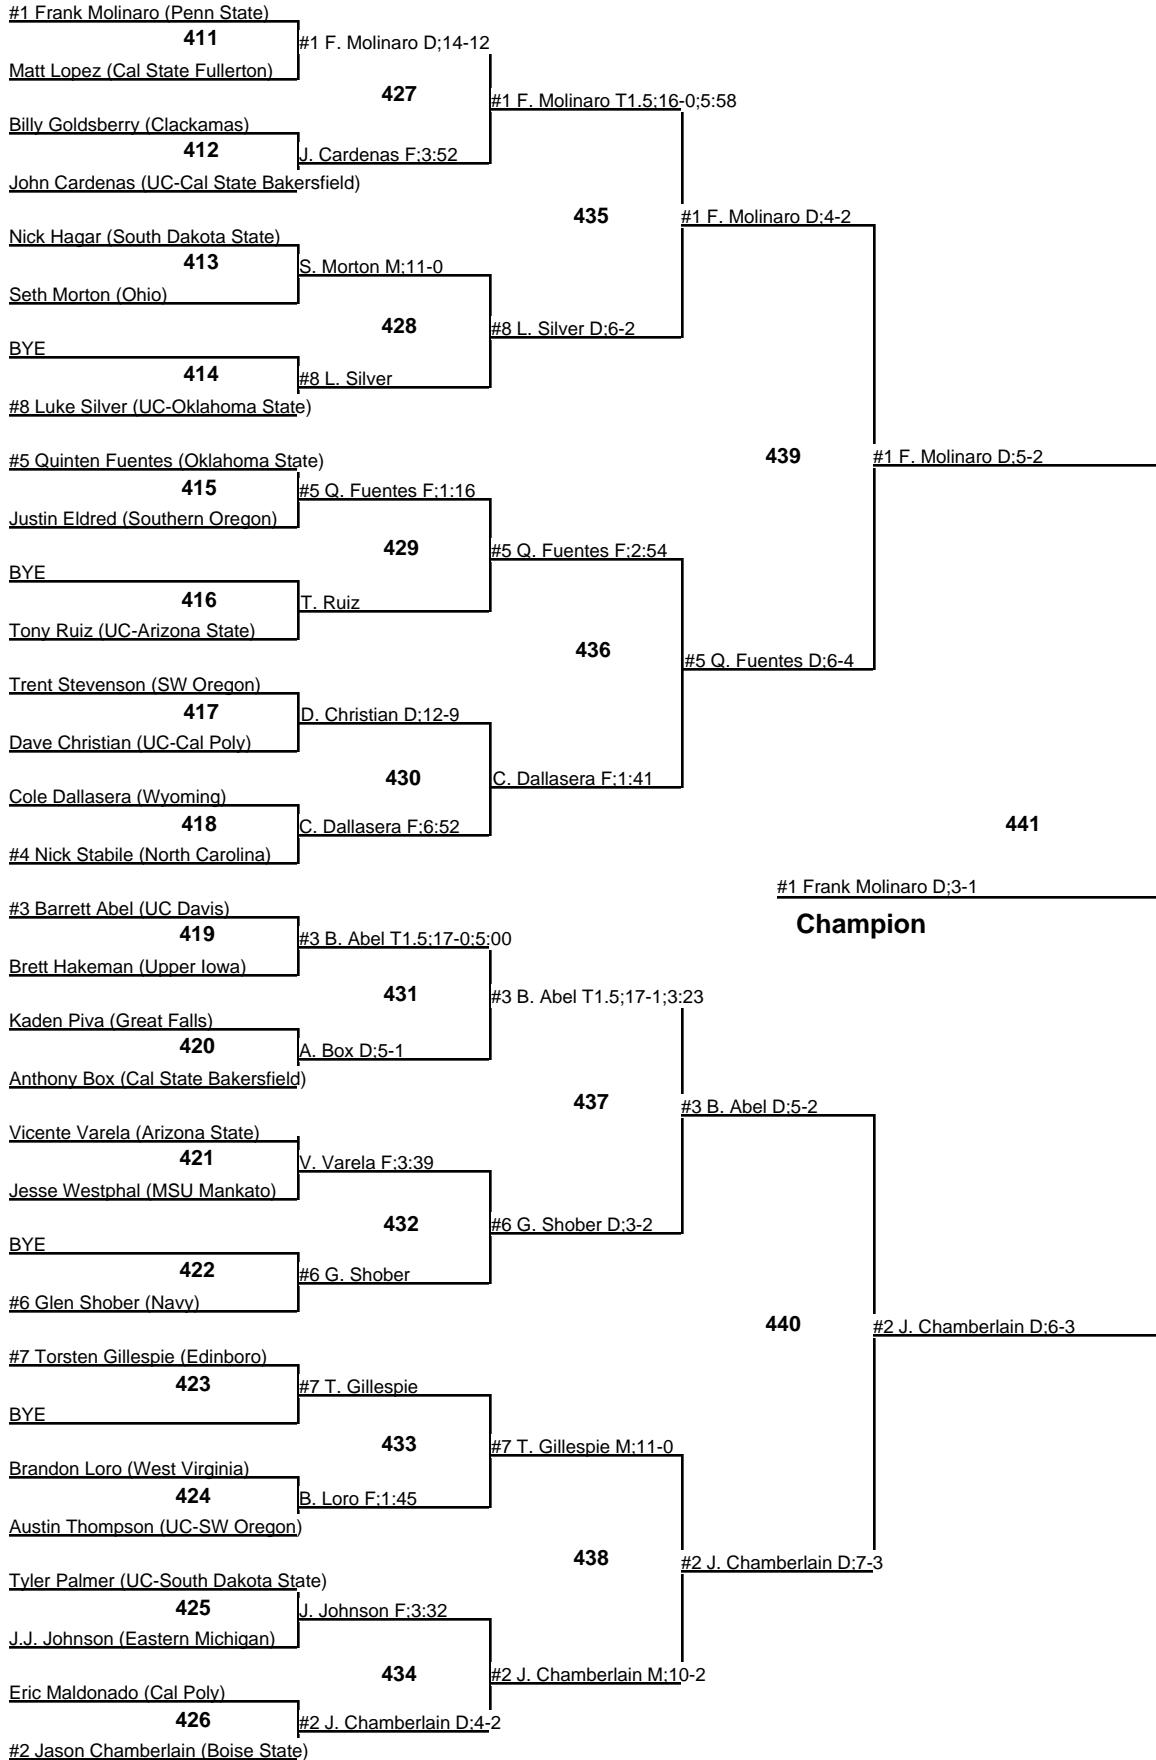 #1 Frank Molinaro (Penn State)
411
#1 F. Molinaro D;14-12
Matt Lopez (Cal State Fullerton)
427
#1 F. Molinaro T1.5;16-0;5:58
Billy Goldsberry (Clackamas)
412
J. Cardenas F;3:52
John Cardenas (UC-Cal State Bakersfield)
435
#1 F. Molinaro D;4-2
Nick Hagar (South Dakota State)
413
S. Morton M;11-0
Seth Morton (Ohio)
428
#8 L. Silver D;6-2
BYE
414
#8 L. Silver
#8 Luke Silver (UC-Oklahoma State)
439
#1 F. Molinaro D;5-2
#5 Quinten Fuentes (Oklahoma State)
415
#5 Q. Fuentes F;1:16
Justin Eldred (Southern Oregon)
429
#5 Q. Fuentes F;2:54
BYE
416
T. Ruiz
Tony Ruiz (UC-Arizona State)
436
#5 Q. Fuentes D;6-4
Trent Stevenson (SW Oregon)
417
D. Christian D;12-9
Dave Christian (UC-Cal Poly)
430
C. Dallasera F;1:41
Cole Dallasera (Wyoming)
418
C. Dallasera F;6:52
#4 Nick Stabile (North Carolina)
441
#1 Frank Molinaro D;3-1
Champion
#3 Barrett Abel (UC Davis)
419
#3 B. Abel T1.5;17-0;5:00
Brett Hakeman (Upper Iowa)
431
#3 B. Abel T1.5;17-1;3:23
Kaden Piva (Great Falls)
420
A. Box D;5-1
Anthony Box (Cal State Bakersfield)
437
#3 B. Abel D;5-2
Vicente Varela (Arizona State)
421
V. Varela F;3:39
Jesse Westphal (MSU Mankato)
432
#6 G. Shober D;3-2
BYE
422
#6 G. Shober
#6 Glen Shober (Navy)
440
#2 J. Chamberlain D;6-3
#7 Torsten Gillespie (Edinboro)
423
#7 T. Gillespie
BYE
433
#7 T. Gillespie M;11-0
Brandon Loro (West Virginia)
424
B. Loro F;1:45
Austin Thompson (UC-SW Oregon)
438
#2 J. Chamberlain D;7-3
Tyler Palmer (UC-South Dakota State)
425
J. Johnson F;3:32
J.J. Johnson (Eastern Michigan)
434
#2 J. Chamberlain M;10-2
Eric Maldonado (Cal Poly)
426
#2 J. Chamberlain D;4-2
#2 Jason Chamberlain (Boise State)